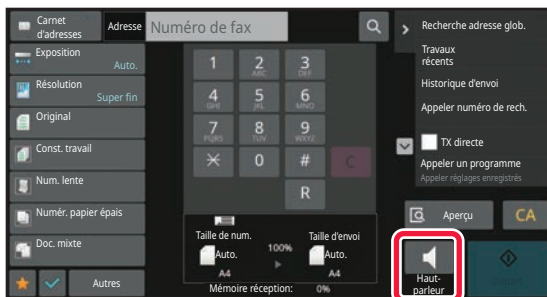 Carnet
d'adresses
Adresse
Numéro de fax
Recherche adresse glob.
Travaux
récents
Historique d'envoi
Appeler numéro de rech.
TX directe
Appeler un programme
Appeler réglages enregistrés
Exposition
Auto.
Résolution
Super fin
Original
Const. travail
Num. lente
Numér. papier
épais
Doc. mixte
Autres
1
2
ABC
3
DEF
4
GHI
5
JKL
6
MNO
7
PQRS
8
TUV
9
WXYZ
0
#
C
R
Taille de num.
100%
Taille d'envoi
Auto.
Auto.
A4
A4
Mémoire réception: 0%
Aperçu
CA
Haut-
parleur